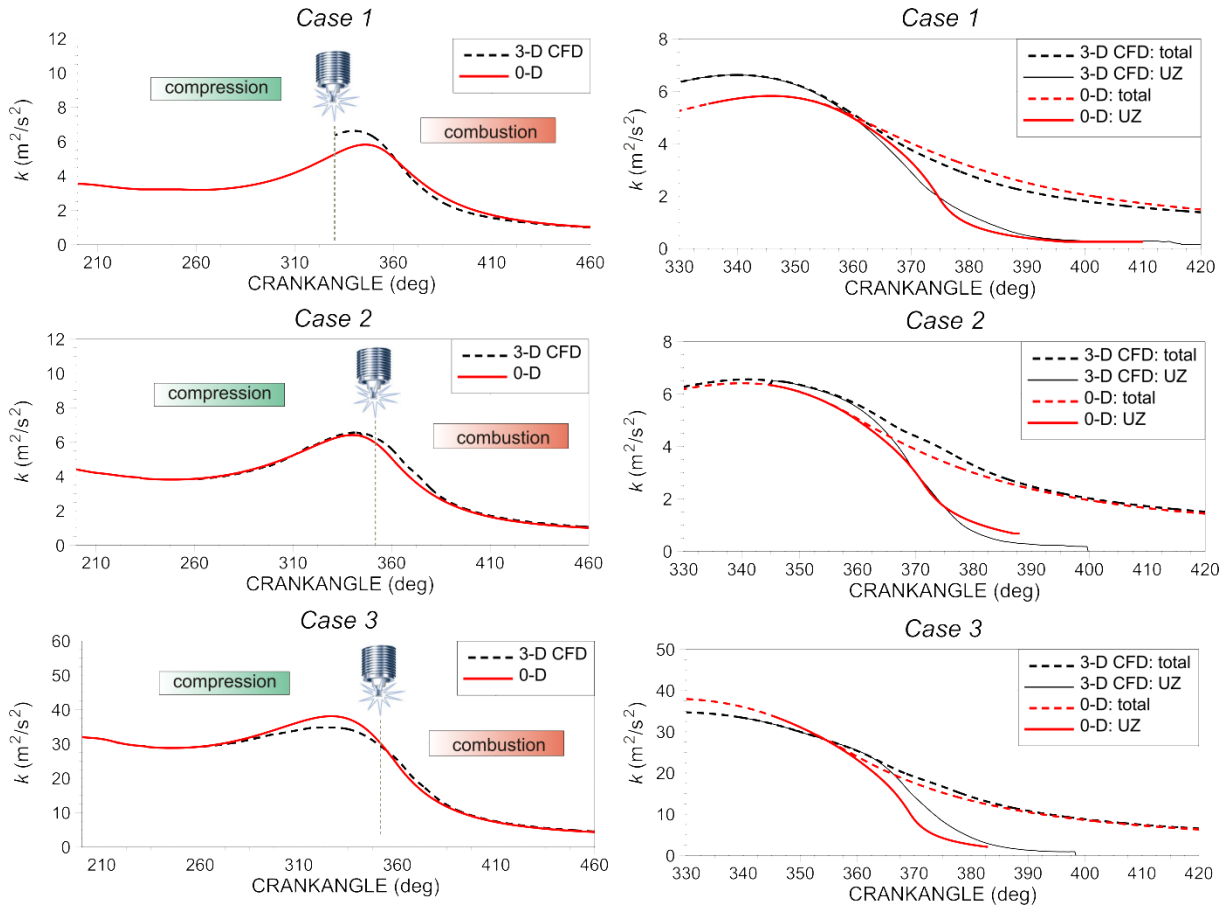 Case 1
12
10
8
6
4
2
0
k (m²/s²)
compression
combustion
3-D CFD
0-D
210 260 310 360 410 460
CRANKANGLE (deg)
Case 1
8
6
4
2
0
k (m²/s²)
3-D CFD: total
3-D CFD: UZ
0-D: total
0-D: UZ
330 340 350 360 370 380 390 400 410 420
CRANKANGLE (deg)
Case 2
12
10
8
6
4
2
0
k (m²/s²)
compression
combustion
3-D CFD
0-D
210 260 310 360 410 460
CRANKANGLE (deg)
Case 2
8
6
4
2
0
k (m²/s²)
3-D CFD: total
3-D CFD: UZ
0-D: total
0-D: UZ
330 340 350 360 370 380 390 400 410 420
CRANKANGLE (deg)
Case 3
60
50
40
30
20
10
0
k (m²/s²)
compression
combustion
3-D CFD
0-D
210 260 310 360 410 460
CRANKANGLE (deg)
Case 3
50
40
30
20
10
0
k (m²/s²)
3-D CFD: total
3-D CFD: UZ
0-D: total
0-D: UZ
330 340 350 360 370 380 390 400 410 420
CRANKANGLE (deg)